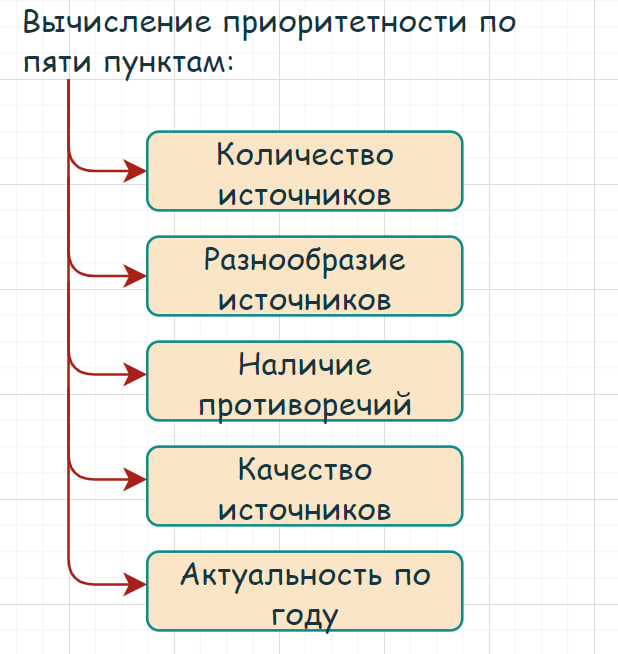 Вычисление приоритетности по
пяти пунктам:
Количество
источников
Разнообразие
источников
Наличие
противоречий
Качество
источников
Актуальность по
году